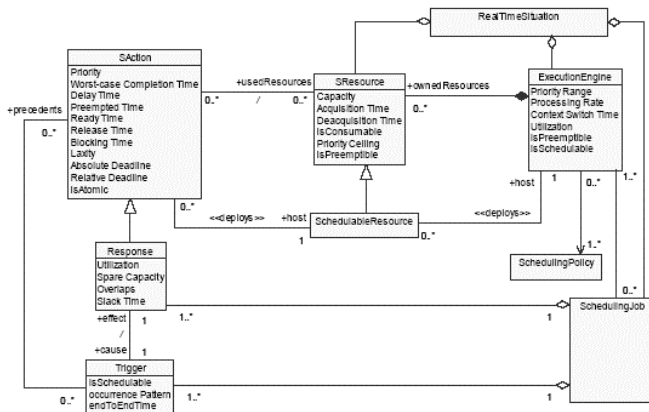 RealTimeSituation
SAction
Priority
Worst-case Completion Time
Delay Time
Preempted Time
Ready Time
Release Time
Blocking Time
Laxity
Absolute Deadline
Relative Deadline
isAtomic
+usedResources
0..*
/
0..*
SResource
Capacity
Acquisition Time
Deacquisition Time
isConsumable
Priority Ceiling
isPreemptible
+ownedResources
0..*
ExecutionEngine
Priority Range
Processing Rate
Context Switch Time
Utilization
isPreemptible
isSchedulable
+precedents
0..*
0..*
<<deploys>>
+host
1
SchedulableResource
0..*
<<deploys>>
+host
1
0..*
1..*
1..*
SchedulingPolicy
0..*
Response
Utilization
Spare Capacity
Overlaps
Slack Time
+effect
1
1..*
1
SchedulingJob
/
+cause
1
Trigger
isSchedulable
occurrence Pattern
endToEndTime
0..*
1..*
1